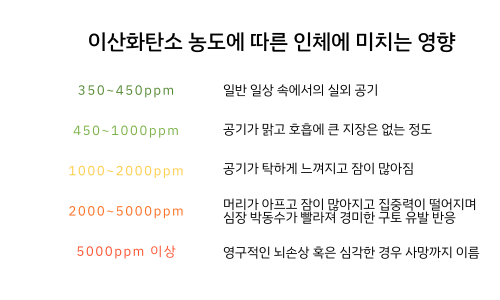 이산화탄소 농도에 따른 인체에 미치는 영향
350~450ppm 일반 일상 속에서의 실외 공기
450~1000ppm 공기가 맑고 호흡에 큰 지장은 없는 정도
1000~2000ppm 공기가 탁하게 느껴지고 잠이 많아짐
2000~5000ppm 머리가 아프고 잠이 많아지고 집중력이 떨어지며
심장 박동수가 빨라져 경미한 구토 유발 반응
5000ppm 이상 영구적인 뇌손상 혹은 심각한 경우 사망까지 이름